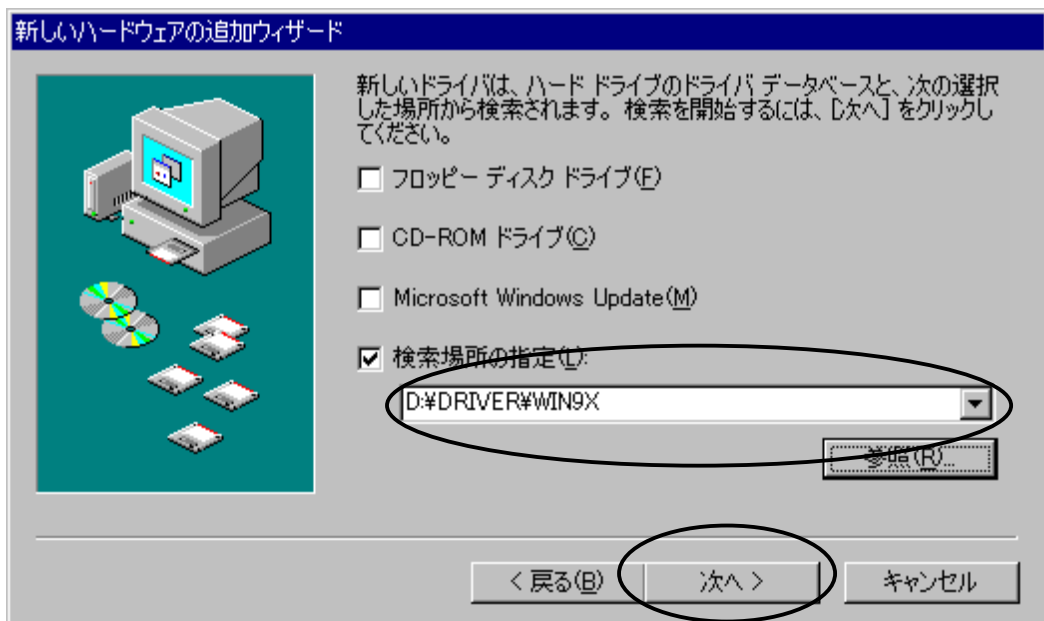 新しいハードウェアの追加ウィザード
新しいドライバは、ハード ドライブのドライバ データベースと、次の選択
した場所から検索されます。検索を開始するには、[次へ] をクリックし
てください。
フロッピー ディスク ドライブ(F)
CD-ROM ドライブ(C)
Microsoft Windows Update(M)
検索場所の指定(L):
D:¥DRIVER¥WIN9X
参照(R)...
< 戻る(B)
次へ >
キャンセル